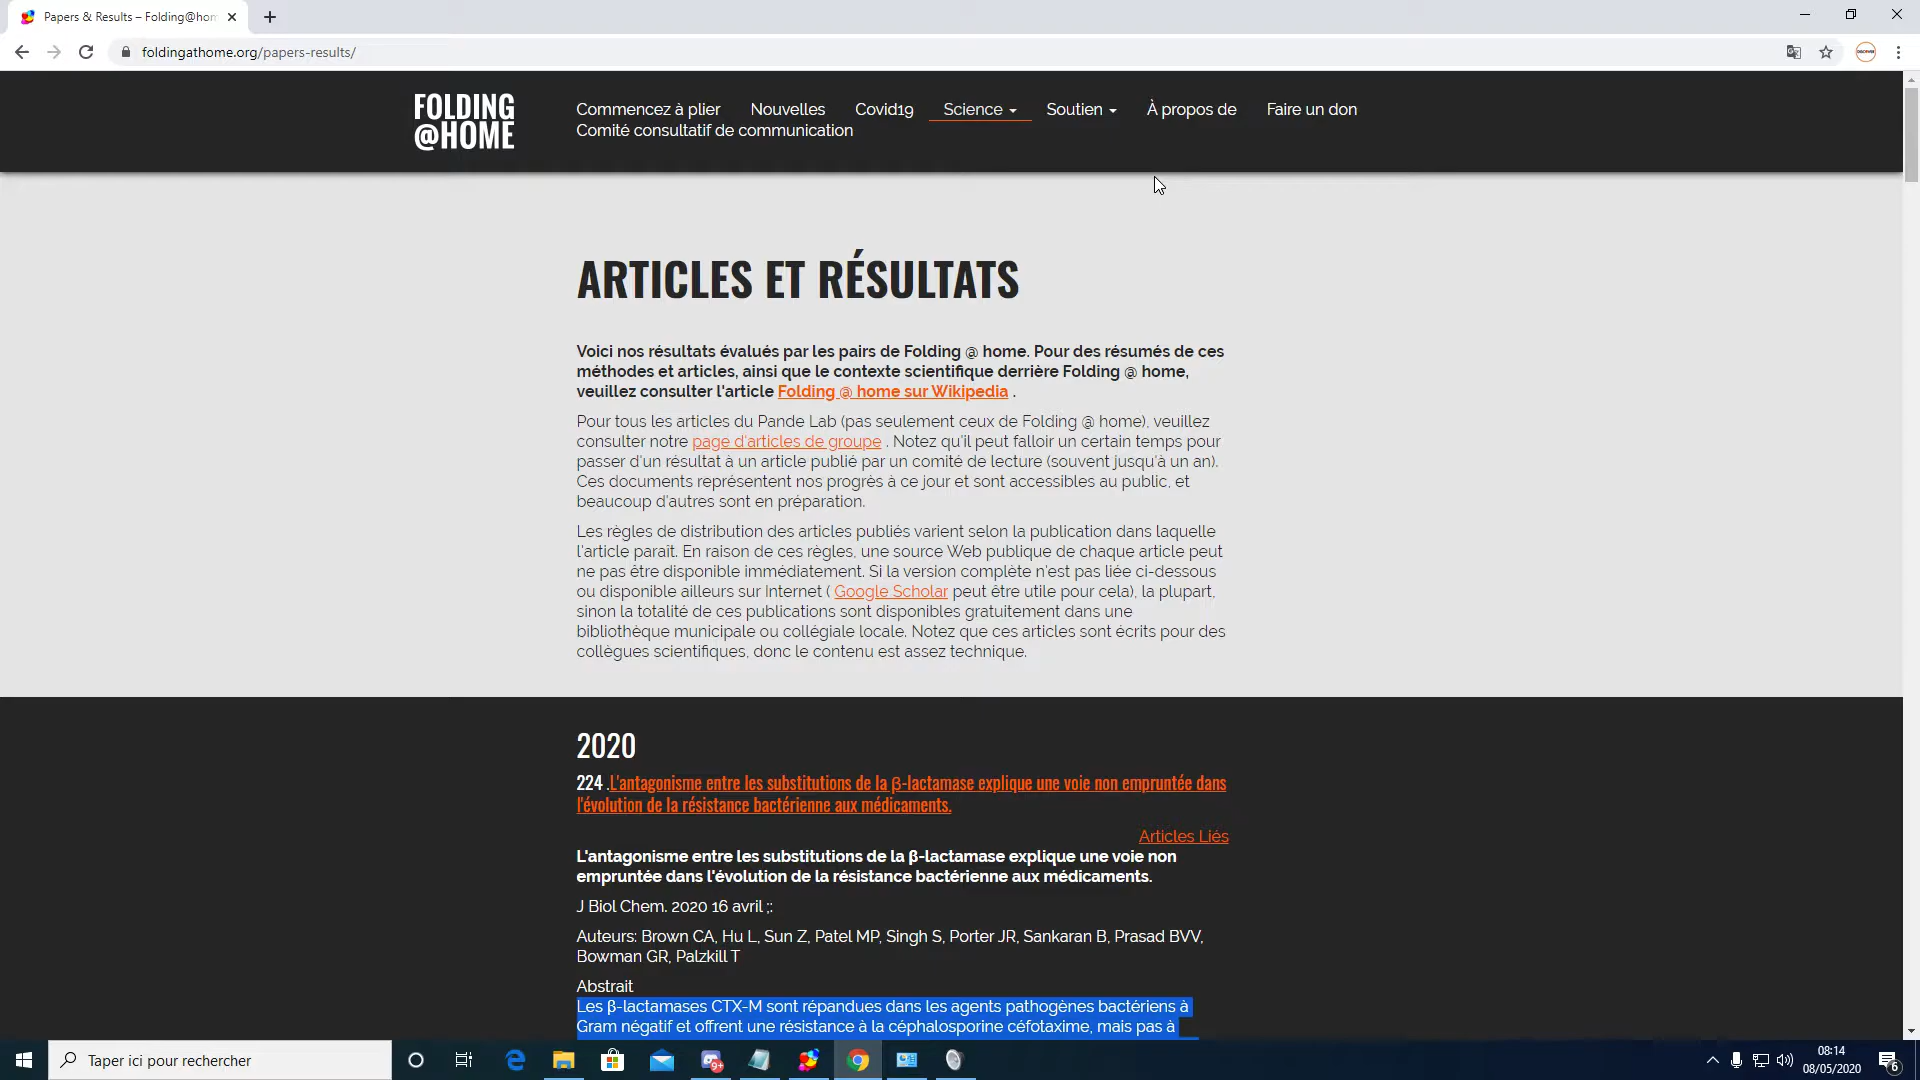 Papers & Results – Folding@hom
foldingathome.org/papers-results/
FOLDING
@HOME
Commencez à plier Nouvelles Covid19 Science Soutien À propos de Faire un don
Comité consultatif de communication
ARTICLES ET RÉSULTATS
Voici nos résultats évalués par les pairs de Folding @ home. Pour des résumés de ces
méthodes et articles, ainsi que le contexte scientifique derrière Folding @ home,
veuillez consulter l'article Folding @ home sur Wikipedia .
Pour tous les articles du Pande Lab (pas seulement ceux de Folding @ home), veuillez
consulter notre page d'articles de groupe . Notez qu'il peut falloir un certain temps pour
passer d'un résultat à un article publié par un comité de lecture (souvent jusqu'à un an).
Ces documents représentent nos progrès à ce jour et sont accessibles au public, et
beaucoup d'autres sont en préparation.
Les règles de distribution des articles publiés varient selon la publication dans laquelle
l'article paraît. En raison de ces règles, une source Web publique de chaque article peut
ne pas être disponible immédiatement. Si la version complète n'est pas liée ci-dessous
ou disponible ailleurs sur Internet ( Google Scholar peut être utile pour cela), la plupart,
sinon la totalité de ces publications sont disponibles gratuitement dans une
bibliothèque municipale ou collégiale locale. Notez que ces articles sont écrits pour des
collègues scientifiques, donc le contenu est assez technique.
2020
224 .L'antagonisme entre les substitutions de la β-lactamase explique une voie non empruntée dans
l'évolution de la résistance bactérienne aux médicaments.
Articles Liés
L'antagonisme entre les substitutions de la β-lactamase explique une voie non
empruntée dans l'évolution de la résistance bactérienne aux médicaments.
J Biol Chem. 2020 16 avril ;:
Auteurs: Brown CA, Hu L, Sun Z, Patel MP, Singh S, Porter JR, Sankaran B, Prasad BVV,
Bowman GR, Palzkill T
Abstrait
Les β-lactamases CTX-M sont répandues dans les agents pathogènes bactériens à
Gram négatif et offrent une résistance à la céphalosporine céfotaxime, mais pas à
Taper ici pour rechercher
9+
08:14
08/05/2020
6